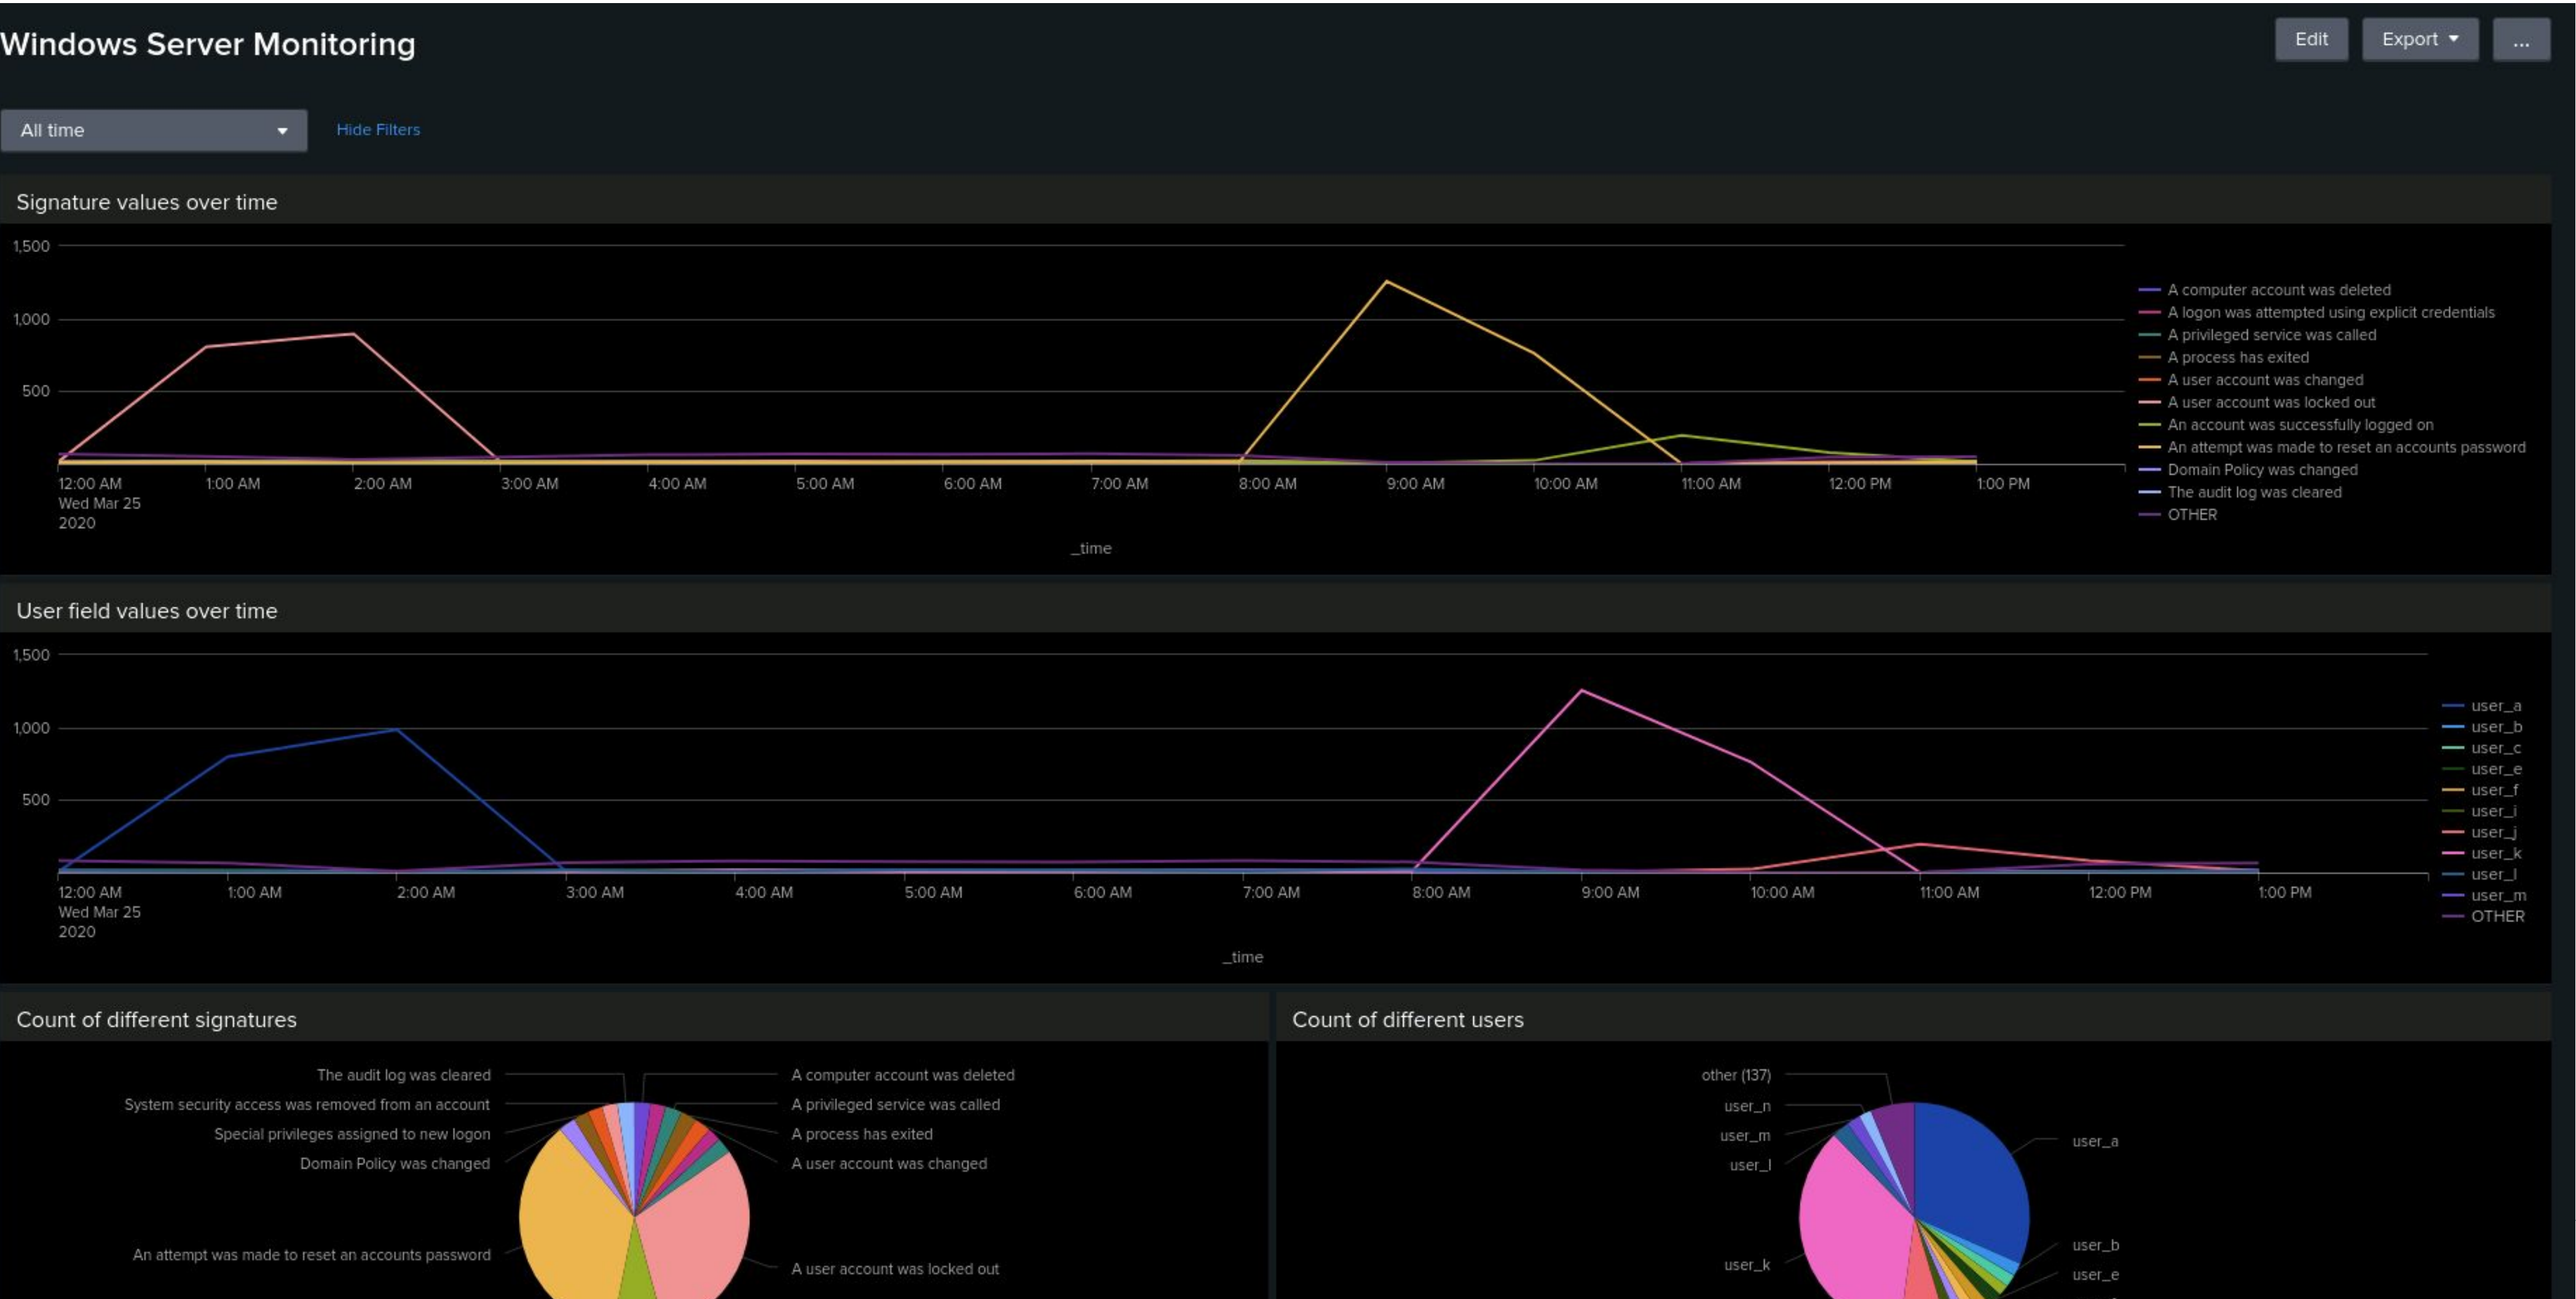 Windows Server Monitoring
Edit
Export
...
All time
Hide Filters
Signature values over time
1,500
1,000
500
12:00 AM
Wed Mar 25
2020
1:00 AM
2:00 AM
3:00 AM
4:00 AM
5:00 AM
6:00 AM
7:00 AM
8:00 AM
9:00 AM
10:00 AM
11:00 AM
12:00 PM
1:00 PM
_time
A computer account was deleted
A logon was attempted using explicit credentials
A privileged service was called
A process has exited
A user account was changed
A user account was locked out
An account was successfully logged on
An attempt was made to reset an accounts password
Domain Policy was changed
The audit log was cleared
OTHER
User field values over time
1,500
1,000
500
12:00 AM
Wed Mar 25
2020
1:00 AM
2:00 AM
3:00 AM
4:00 AM
5:00 AM
6:00 AM
7:00 AM
8:00 AM
9:00 AM
10:00 AM
11:00 AM
12:00 PM
1:00 PM
_time
user_a
user_b
user_c
user_e
user_f
user_i
user_j
user_k
user_l
user_m
OTHER
Count of different signatures
The audit log was cleared
System security access was removed from an account
Special privileges assigned to new logon
Domain Policy was changed
An attempt was made to reset an accounts password
A computer account was deleted
A privileged service was called
A process has exited
A user account was changed
A user account was locked out
Count of different users
other (137)
user_n
user_m
user_l
user_k
user_a
user_b
user_e